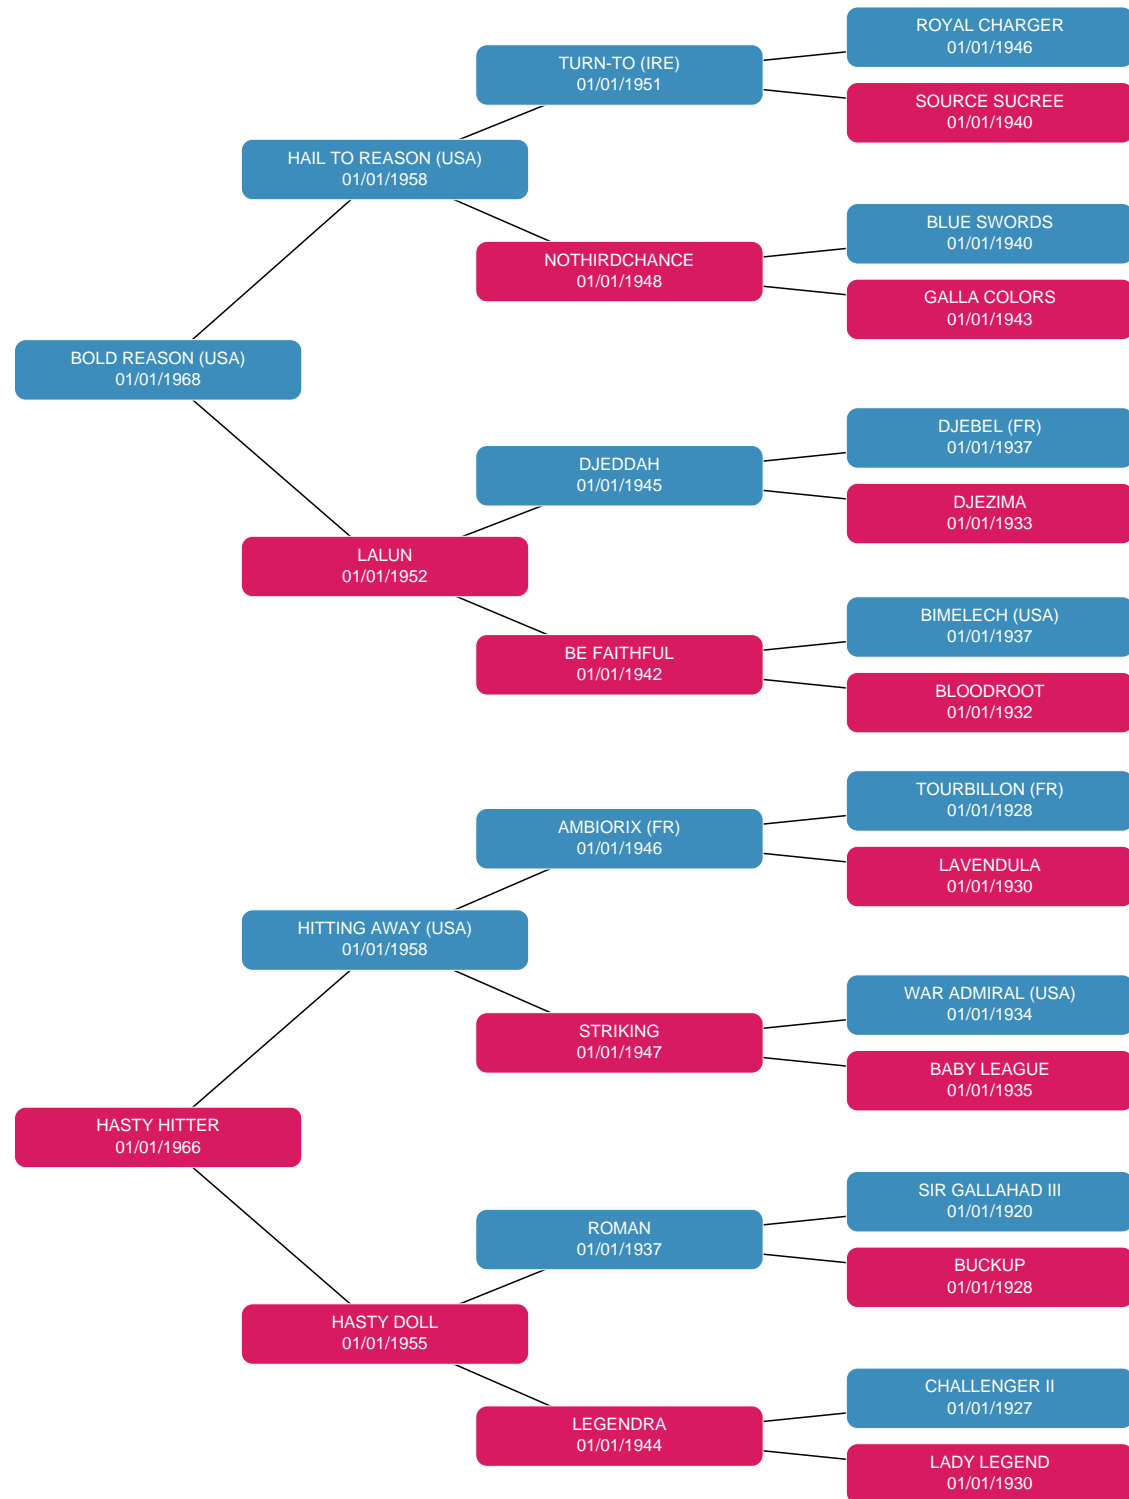 ROYAL CHARGER
01/01/1946
TURN-TO (IRE)
01/01/1951
SOURCE SUCREE
01/01/1940
HAIL TO REASON (USA)
01/01/1958
BLUE SWORDS
01/01/1940
NOTHIRDCHANCE
01/01/1948
GALLA COLORS
01/01/1943
BOLD REASON (USA)
01/01/1968
DJEBEL (FR)
01/01/1937
DJEDDAH
01/01/1945
DJEZIMA
01/01/1933
LALUN
01/01/1952
BIMELECH (USA)
01/01/1937
BE FAITHFUL
01/01/1942
BLOODROOT
01/01/1932
TOURBILLON (FR)
01/01/1928
AMBIORIX (FR)
01/01/1946
LAVENDULA
01/01/1930
HITTING AWAY (USA)
01/01/1958
WAR ADMIRAL (USA)
01/01/1934
STRIKING
01/01/1947
BABY LEAGUE
01/01/1935
HASTY HITTER
01/01/1966
SIR GALLAHAD III
01/01/1920
ROMAN
01/01/1937
BUCKUP
01/01/1928
HASTY DOLL
01/01/1955
CHALLENGER II
01/01/1927
LEGENDRA
01/01/1944
LADY LEGEND
01/01/1930